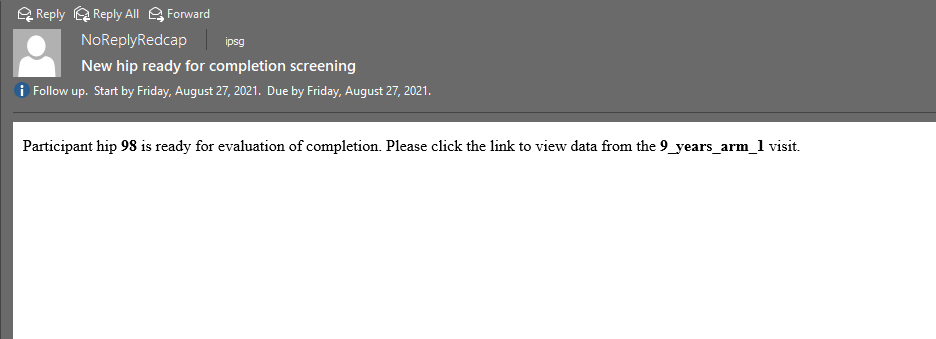 Reply Reply All Forward
NoReplyRedcap ipsg
New hip ready for completion screening
Follow up. Start by Friday, August 27, 2021. Due by Friday, August 27, 2021.
Participant hip 98 is ready for evaluation of completion. Please click the link to view data from the 9_years_arm_1 visit.